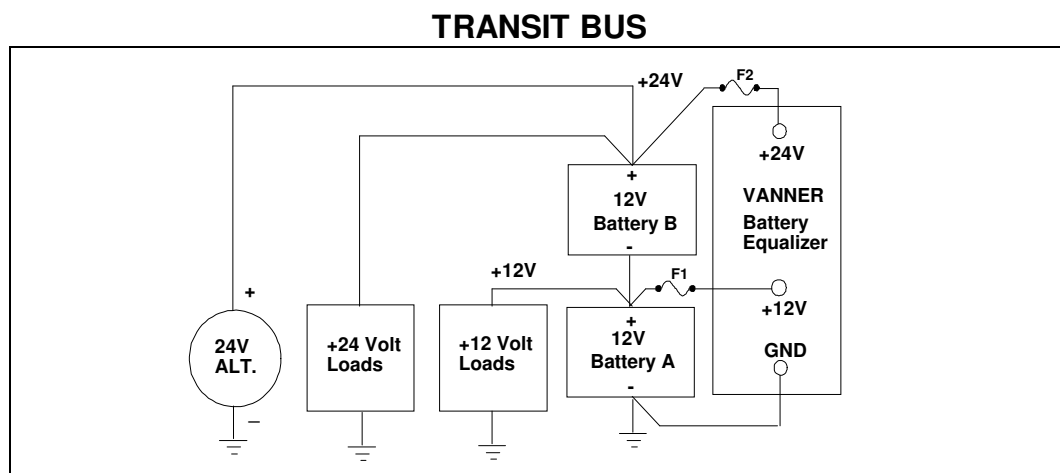 TRANSIT BUS
+24V
F2
+24V
+
12V
Battery B
-
VANNER
Battery
Equalizer
+12V
F1
+12V
+
24V
ALT.
–
+24 Volt
Loads
+12 Volt
Loads
+
12V
Battery A
-
GND